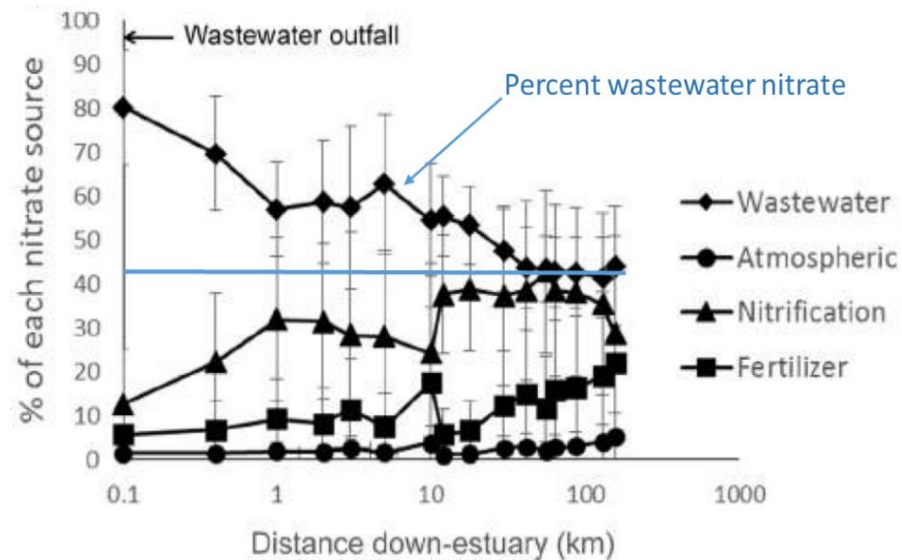 % of each nitrate source
100
90
80
70
60
50
40
30
20
10
0
Wastewater outfall
Percent wastewater nitrate
Wastewater
Atmospheric
Nitrification
Fertilizer
0.1 1 10 100 1000
Distance down-estuary (km)